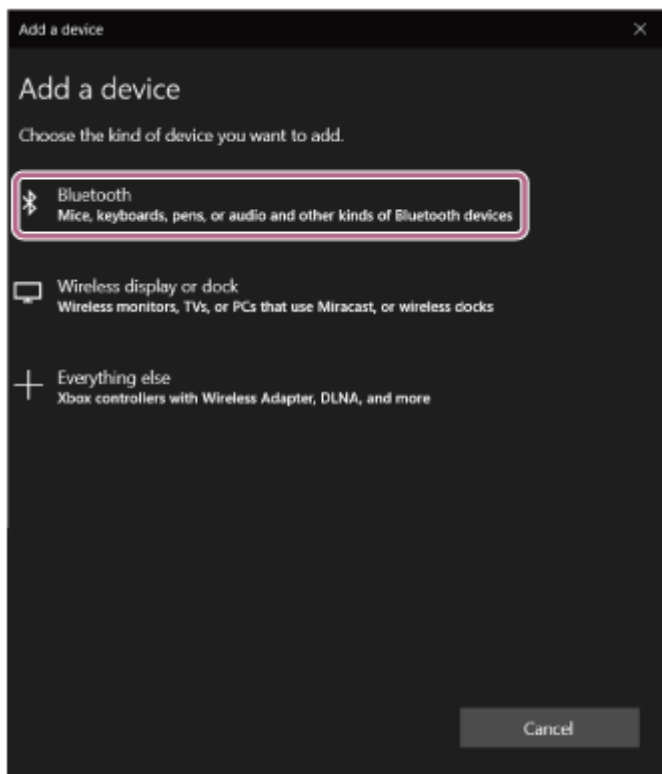 Add a device
Add a device
Choose the kind of device you want to add.
Bluetooth
Mice, keyboards, pens, or audio and other kinds of Bluetooth devices
Wireless display or dock
Wireless monitors, TVs, or PCs that use Miracast, or wireless docks
Everything else
Xbox controllers with Wireless Adapter, DLNA, and more
Cancel